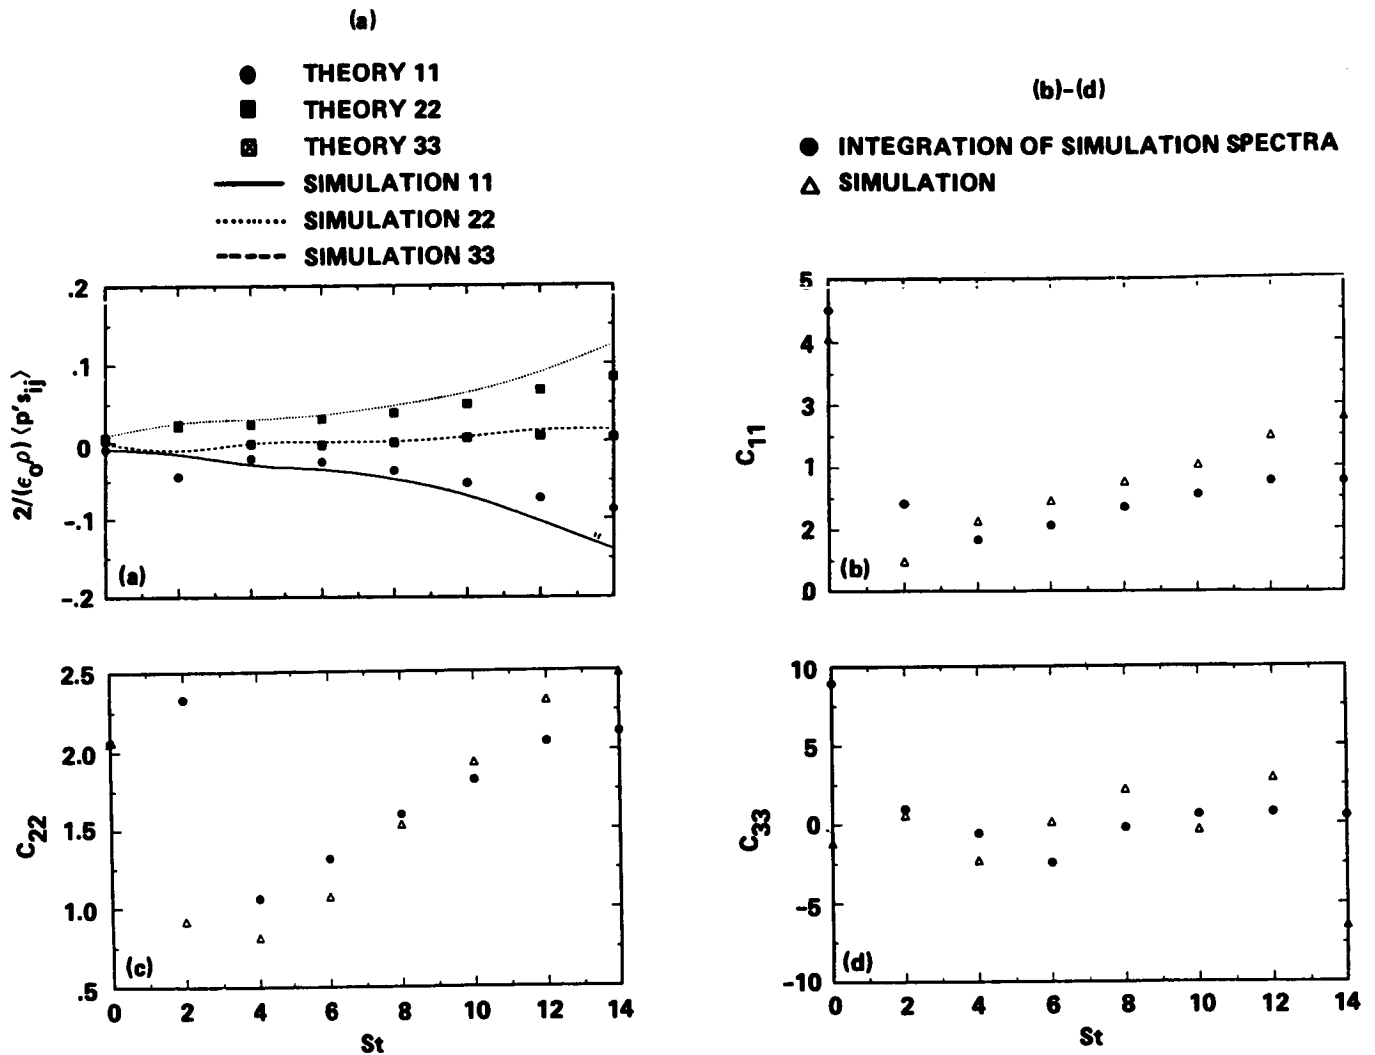 (a)
THEORY 11
THEORY 22
THEORY 33
SIMULATION 11
SIMULATION 22
SIMULATION 33
(b)-(d)
INTEGRATION OF SIMULATION SPECTRA
SIMULATION
2/(ε₀ρ) ⟨p's_ij⟩
.2
.1
0
-.1
-.2
(a)
C₁₁
5
4
3
1
2
0
(b)
C₂₂
2.5
2.0
1.5
1.0
.5
(c)
0 2 4 6 8 10 12 14
St
C₃₃
10
5
0
-5
-10
(d)
0 2 4 6 8 10 12 14
St